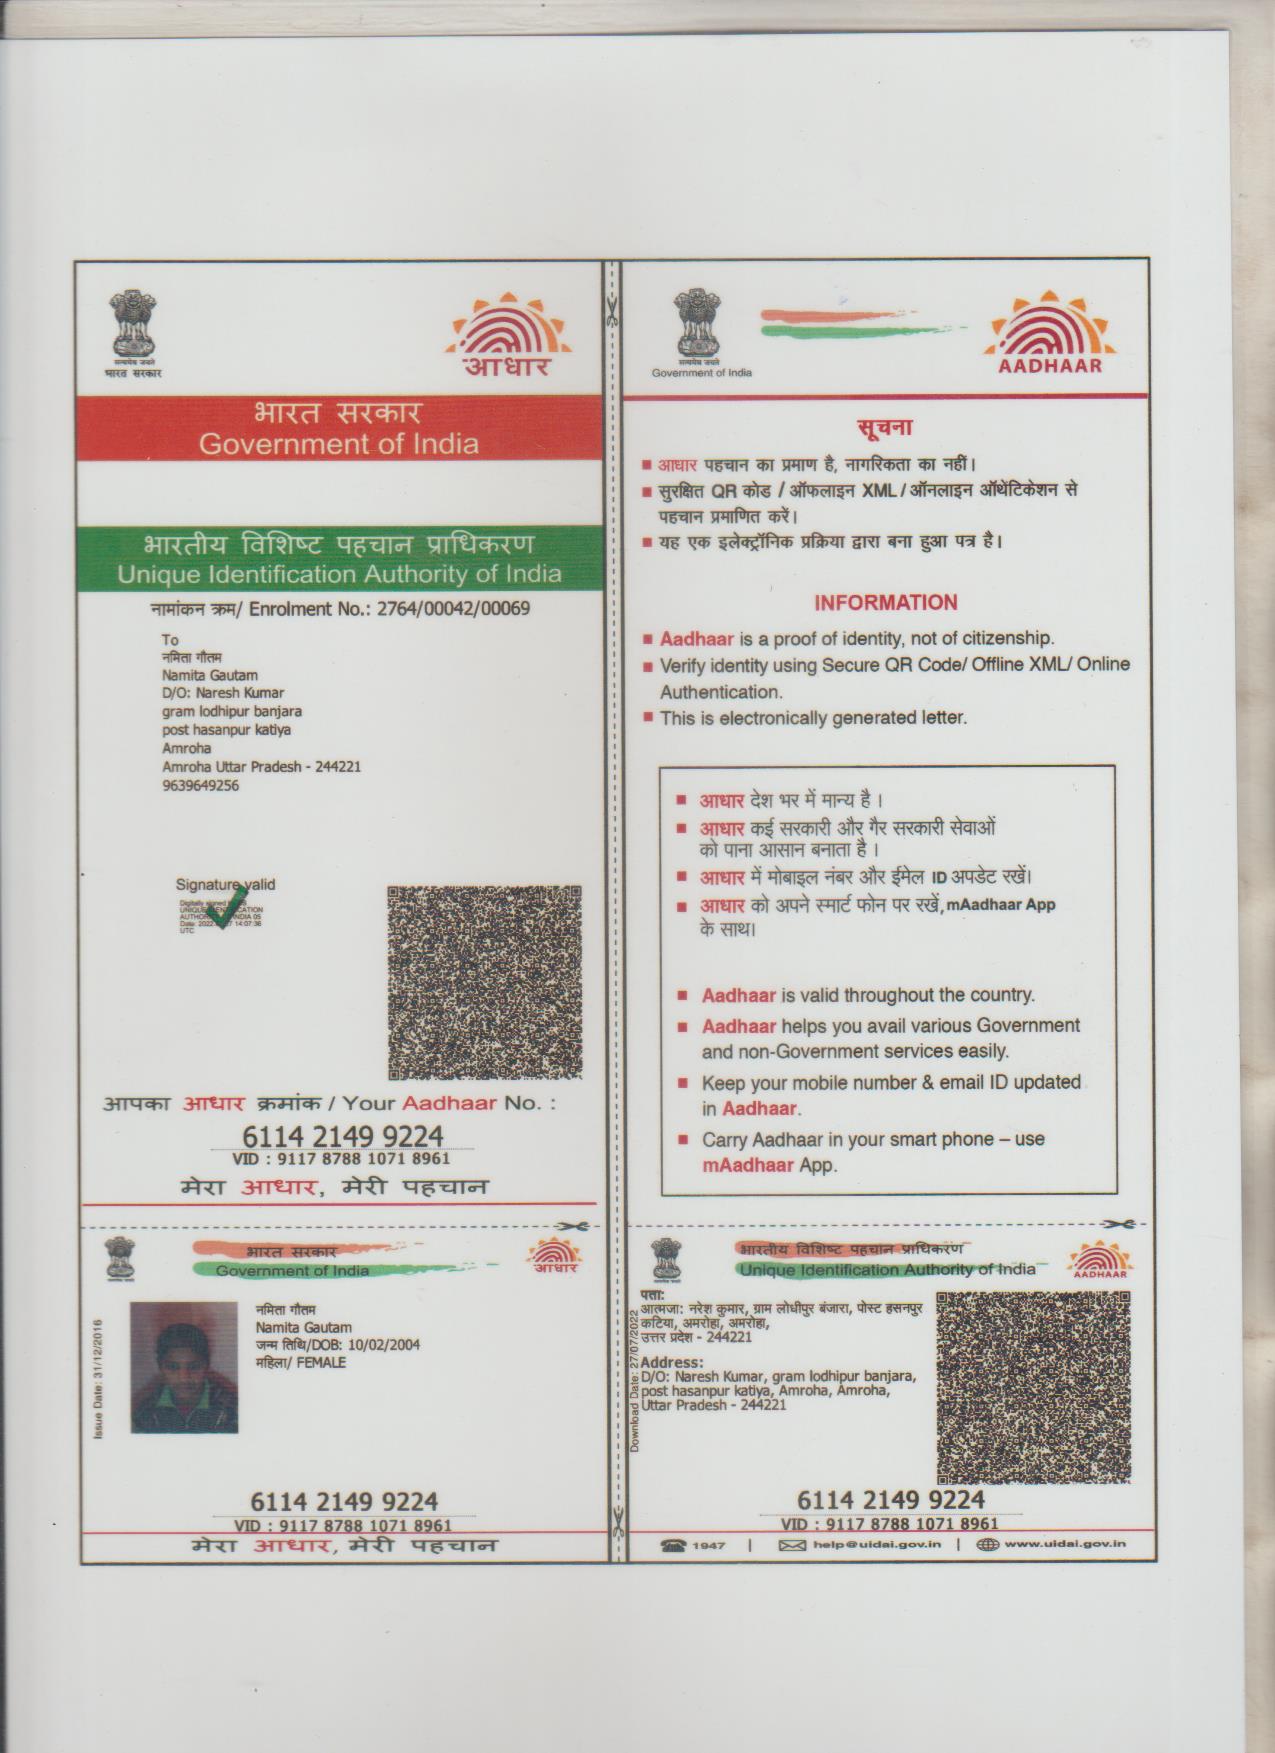 सत्यमेव जयते
भारत सरकार
आधार
भारत सरकार
Government of India
भारतीय विशिष्ट पहचान प्राधिकरण
Unique Identification Authority of India
नामांकन क्रम/ Enrolment No.: 2764/00042/00069
To
नमिता गौतम
Namita Gautam
D/O: Naresh Kumar
gram lodhipur banjara
post hasanpur katiya
Amroha
Amroha Uttar Pradesh - 244221
9639649256
Signature valid
Digitally signed
UNIQUE
AUTHOR INDIA 05
Date: 14:07:36
UTC
आपका आधार क्रमांक / Your Aadhaar No. :
6114 2149 9224
VID : 9117 8788 1071 8961
मेरा आधार, मेरी पहचान
सत्यमेव जयते
Government of India
AADHAAR
सूचना
आधार पहचान का प्रमाण है, नागरिकता का नहीं।
सुरक्षित QR कोड / ऑफलाइन XML / ऑनलाइन ऑथेंटिकेशन से
पहचान प्रमाणित करें।
यह एक इलेक्ट्रॉनिक प्रक्रिया द्वारा बना हुआ पत्र है।
INFORMATION
Aadhaar is a proof of identity, not of citizenship.
Verify identity using Secure QR Code/ Offline XML/ Online
Authentication.
This is electronically generated letter.
आधार देश भर में मान्य है ।
आधार कई सरकारी और गैर सरकारी सेवाओं
को पाना आसान बनाता है ।
आधार में मोबाइल नंबर और ईमेल ID अपडेट रखें।
आधार को अपने स्मार्ट फोन पर रखें, mAadhaar App
के साथ।
Aadhaar is valid throughout the country.
Aadhaar helps you avail various Government
and non-Government services easily.
Keep your mobile number & email ID updated
in Aadhaar.
Carry Aadhaar in your smart phone – use
mAadhaar App.
भारत सरकार
Government of India
आधार
Issue Date: 31/12/2016
नमिता गौतम
Namita Gautam
जन्म तिथि/DOB: 10/02/2004
महिला/ FEMALE
6114 2149 9224
VID : 9117 8788 1071 8961
मेरा आधार, मेरी पहचान
भारतीय विशिष्ट पहचान प्राधिकरण
Unique Identification Authority of India
AADHAAR
Download Date: 27/07/2022
पता:
आत्मजा: नरेश कुमार, ग्राम लोधीपुर बंजारा, पोस्ट हसनपुर
कटिया, अमरोहा, अमरोहा,
उत्तर प्रदेश - 244221
Address:
D/O: Naresh Kumar, gram lodhipur banjara,
post hasanpur katiya, Amroha, Amroha,
Uttar Pradesh - 244221
6114 2149 9224
VID : 9117 8788 1071 8961
1947 | help@uidai.gov.in | www.uidai.gov.in